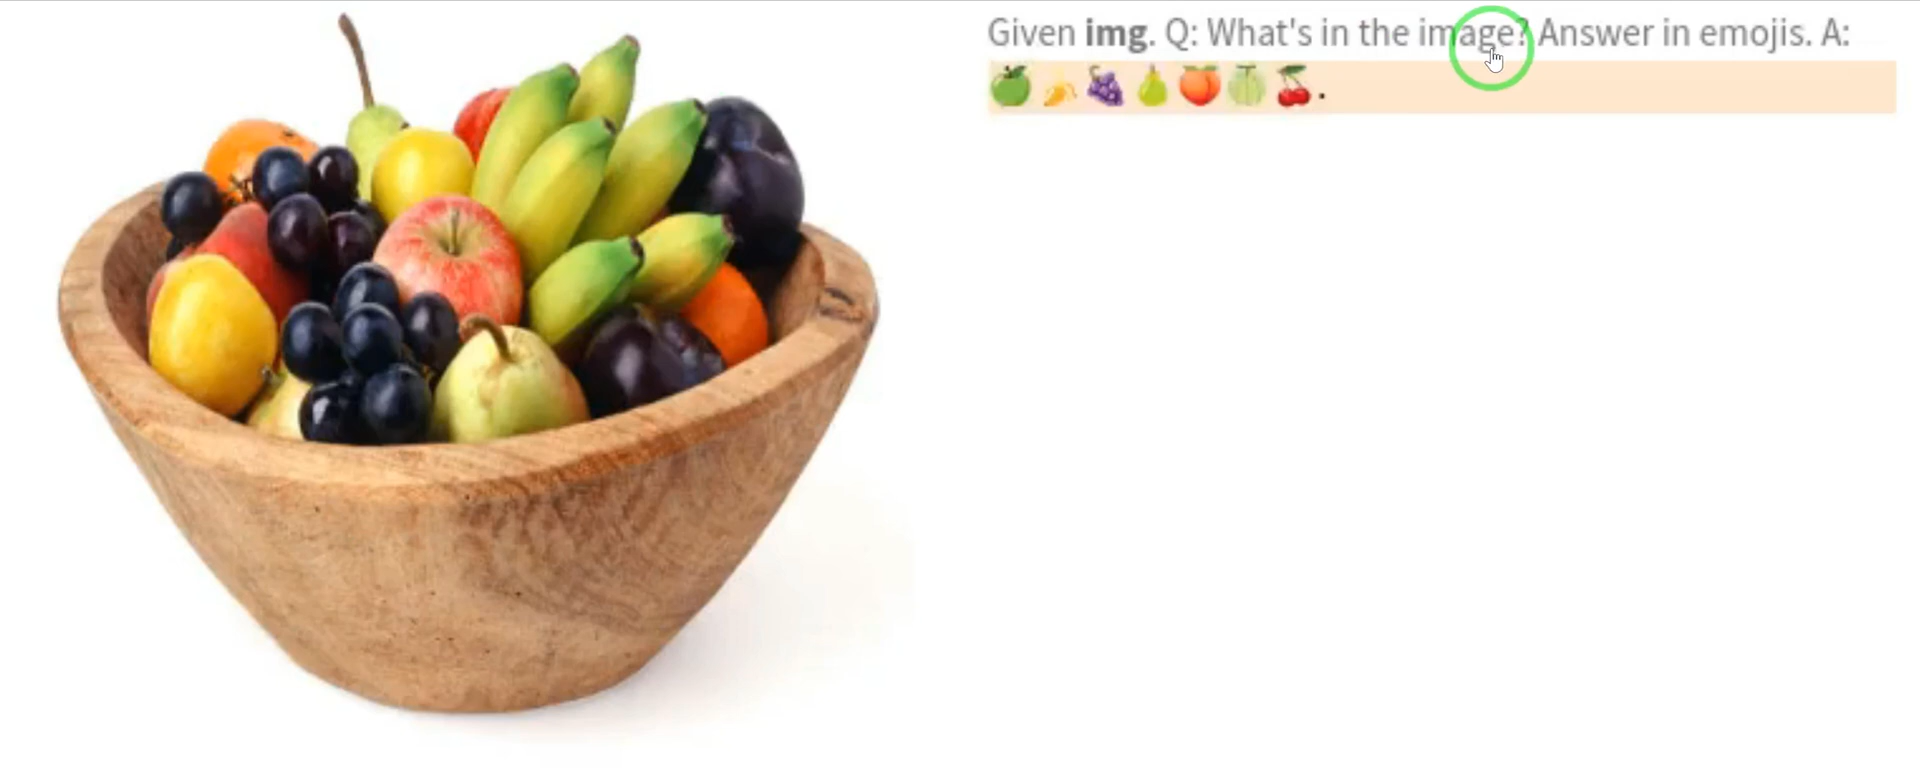 Given img. Q: What's in the image? Answer in emojis. A:
🍏🍌🍇🍐🍑🍈🍒.